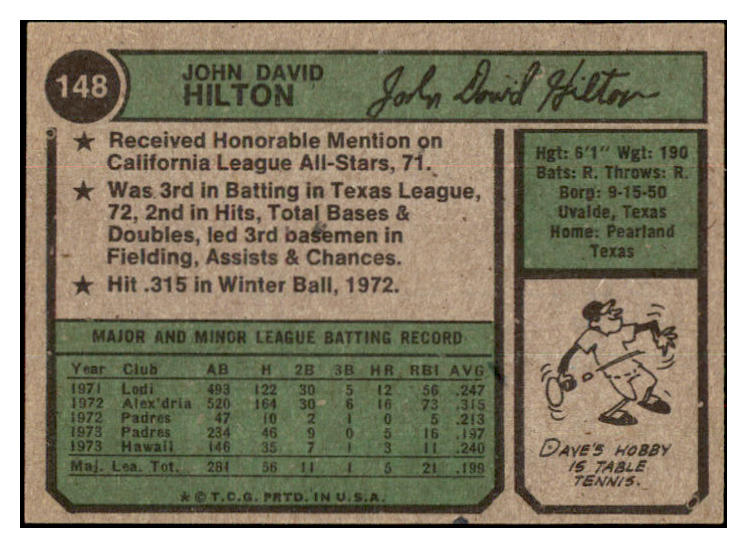 148
JOHN DAVID
HILTON
John David Hilton
★ Received Honorable Mention on
California League All-Stars, 71.
★ Was 3rd in Batting in Texas League,
72, 2nd in Hits, Total Bases &
Doubles, led 3rd basemen in
Fielding, Assists & Chances.
★ Hit .315 in Winter Ball, 1972.
Hgt: 6'1" Wgt: 190
Bats: R. Throws: R.
Born: 9-15-50
Uvalde, Texas
Home: Pearland
Texas
MAJOR AND MINOR LEAGUE BATTING RECORD
Year Club AB H 2B 3B HR RBI AVG
1971 Lodi 493 122 30 5 12 56 .247
1972 Alex'dria 520 164 30 6 16 73 .315
1972 Padres 47 10 2 1 0 5 .213
1973 Padres 234 46 9 0 5 16 .197
1973 Hawaii 146 35 7 1 3 11 .240
Maj. Lea. Tot. 281 56 11 1 5 21 .199
★ © T.C.G. PRTD. IN U.S.A.
DAVE'S HOBBY
IS TABLE
TENNIS.